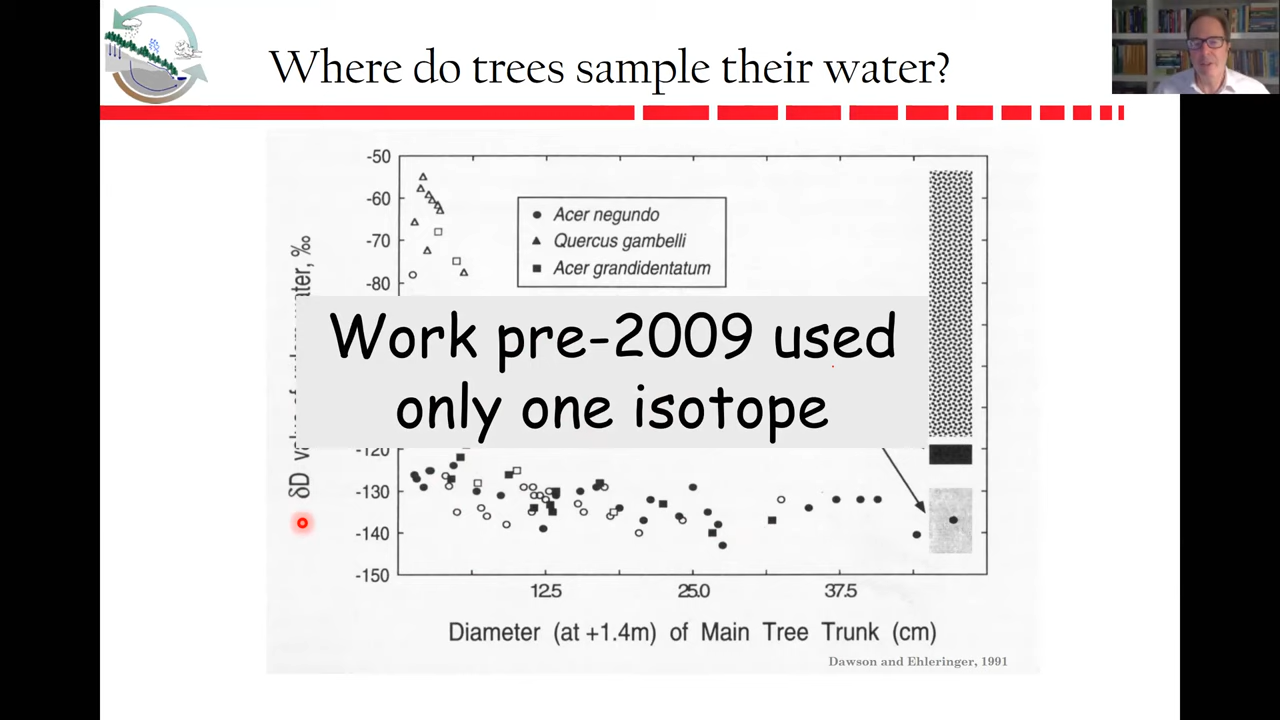 Where do trees sample their water?
-50
-60
-70
-80
-120
-130
-140
-150
12.5
25.0
37.5
Acer negundo
Quercus gambelli
Acer grandidentatum
Work pre-2009 used
only one isotope
δD
ater, ‰
Diameter (at +1.4m) of Main Tree Trunk (cm)
Dawson and Ehleringer, 1991